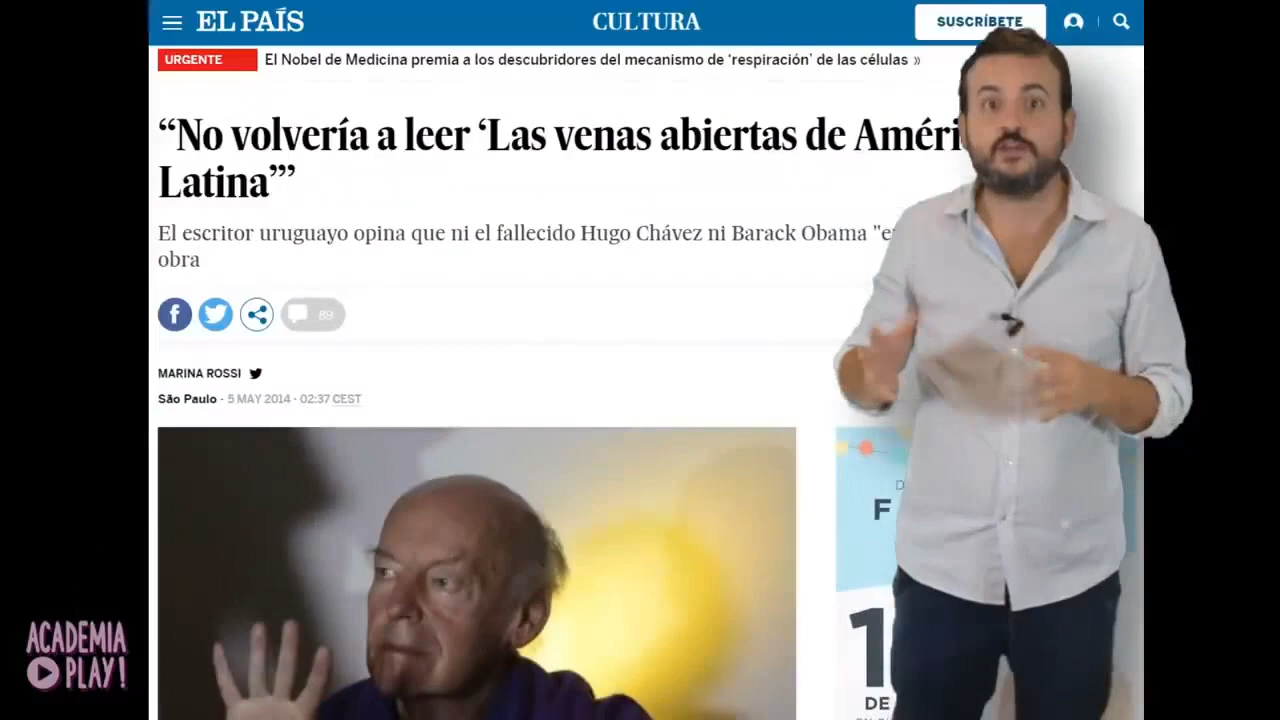 EL PAÍS
CULTURA
SUSCRÍBETE
URGENTE
El Nobel de Medicina premia a los descubridores del mecanismo de ‘respiración’ de las células »
“No volvería a leer ‘Las venas abiertas de Améri
Latina’”
El escritor uruguayo opina que ni el fallecido Hugo Chávez ni Barack Obama "e
obra
f
89
MARINA ROSSI
São Paulo - 5 MAY 2014 - 02:37 CEST
D
F
1
DE
ACADEMIA
PLAY!